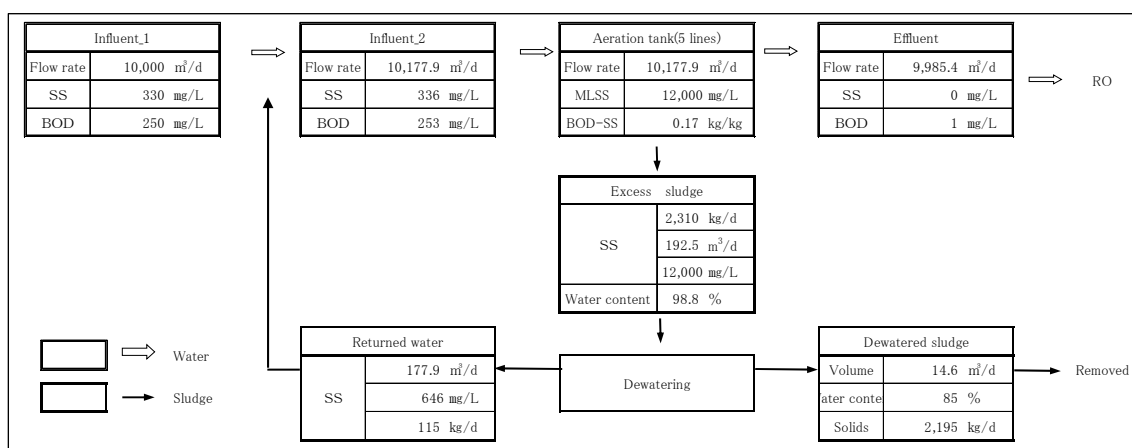 Influent_1
Flow rate 10,000 m³/d
SS 330 mg/L
BOD 250 mg/L
Influent_2
Flow rate 10,177.9 m³/d
SS 336 mg/L
BOD 253 mg/L
Aeration tank(5 lines)
Flow rate 10,177.9 m³/d
MLSS 12,000 mg/L
BOD-SS 0.17 kg/kg
Effluent
Flow rate 9,985.4 m³/d
SS 0 mg/L
BOD 1 mg/L
RO
Excess sludge
SS
2,310 kg/d
192.5 m³/d
12,000 mg/L
Water content 98.8 %
Water
Sludge
Returned water
SS
177.9 m³/d
646 mg/L
115 kg/d
Dewatering
Dewatered sludge
Volume 14.6 m³/d
ater conte 85 %
Solids 2,195 kg/d
Removed